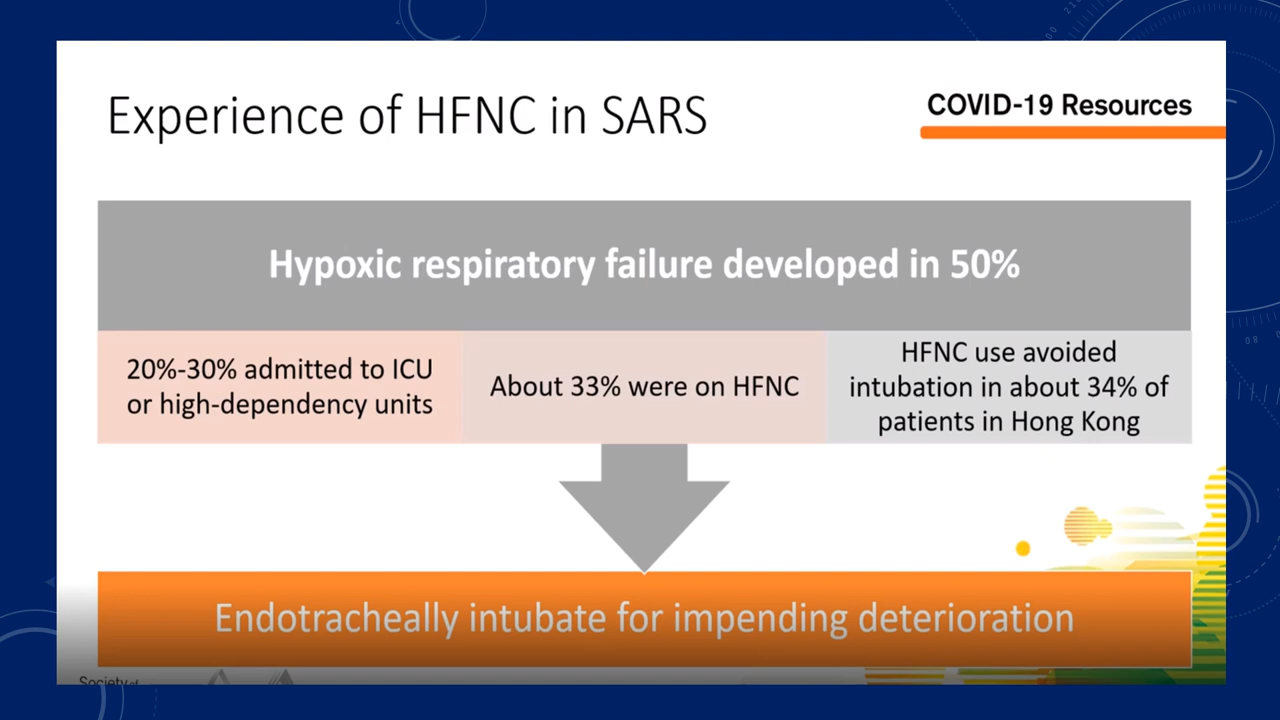 Experience of HFNC in SARS
COVID-19 Resources
Hypoxic respiratory failure developed in 50%
20%-30% admitted to ICU
or high-dependency units
About 33% were on HFNC
HFNC use avoided
intubation in about 34% of
patients in Hong Kong
Endotracheally intubate for impending deterioration
Society of